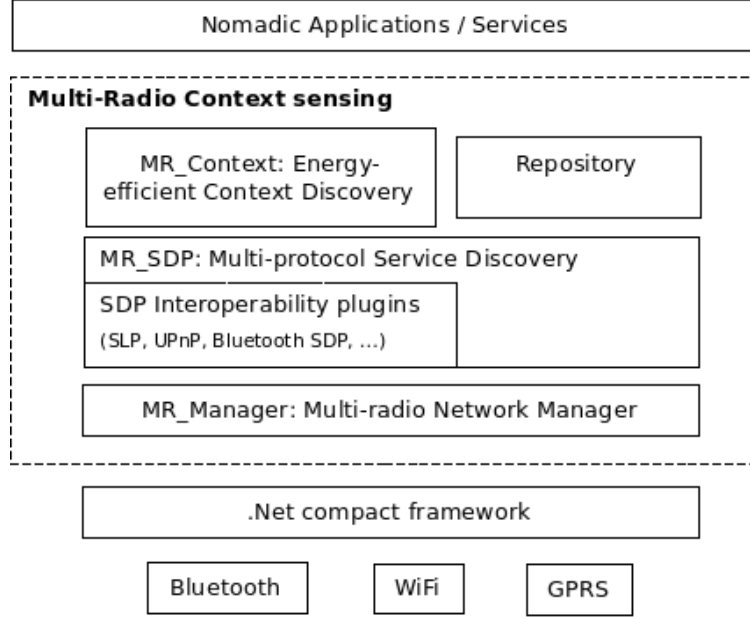 Nomadic Applications / Services
Multi-Radio Context sensing
MR_Context: Energy-
efficient Context Discovery
Repository
MR_SDP: Multi-protocol Service Discovery
SDP Interoperability plugins
(SLP, UPnP, Bluetooth SDP, ...)
MR_Manager: Multi-radio Network Manager
.Net compact framework
Bluetooth
WiFi
GPRS